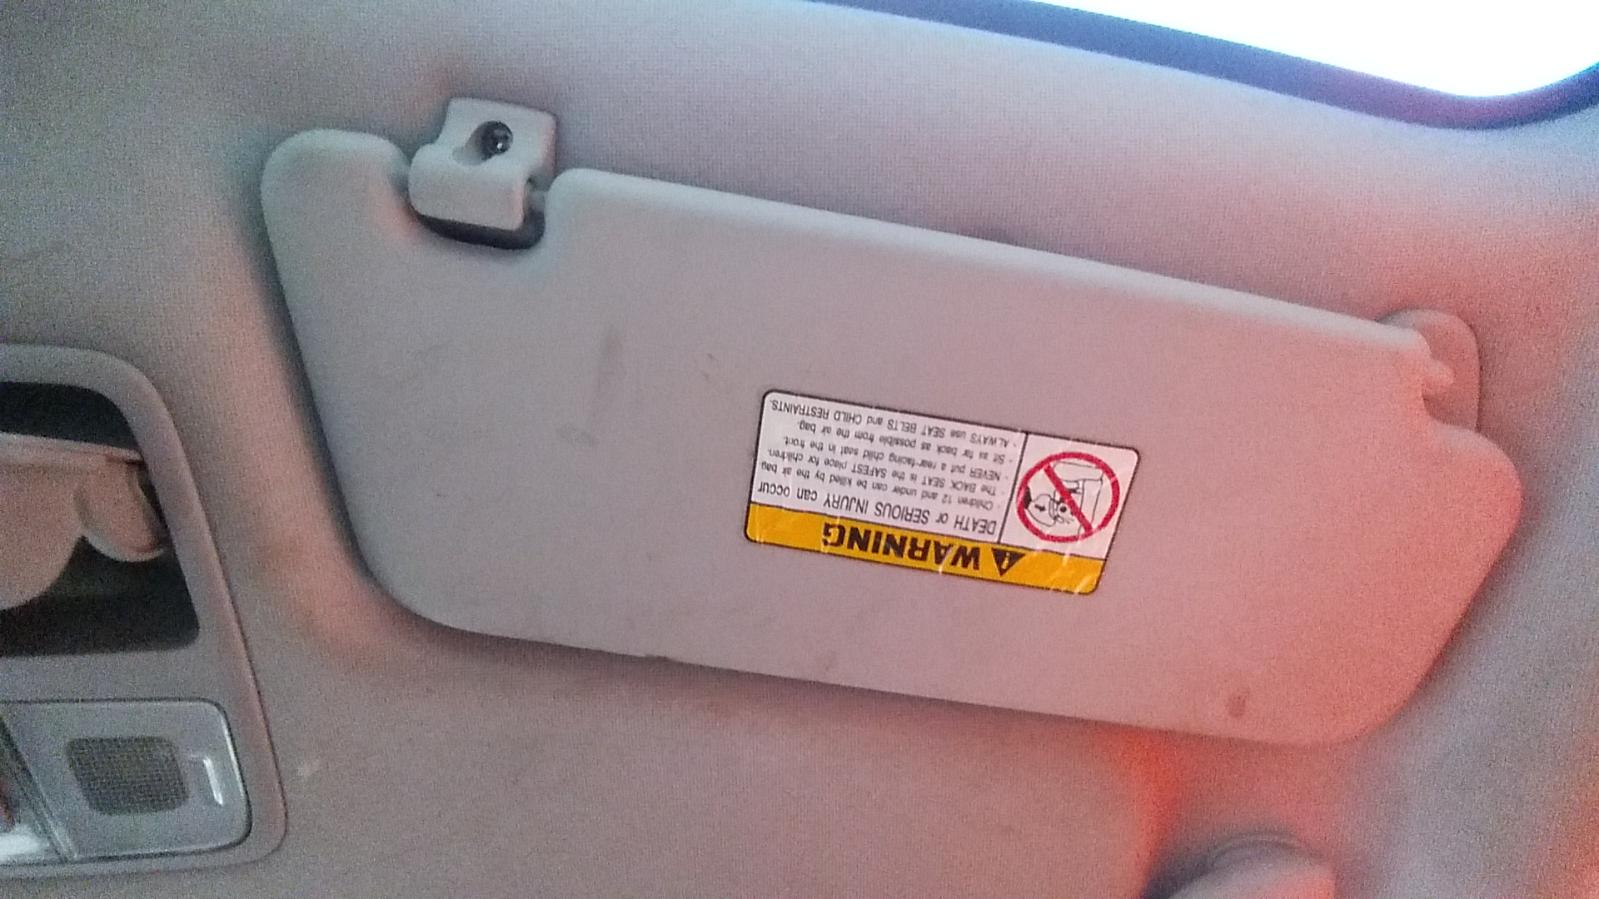 WARNING
DEATH or SERIOUS INJURY can occur
· Children 12 and under can be killed by the air bag
· The BACK SEAT is the SAFEST place for children.
· NEVER put a rear-facing child seat in the front.
· Sit as far back as possible from the air bag.
· ALWAYS use SEAT BELTS and CHILD RESTRAINTS.